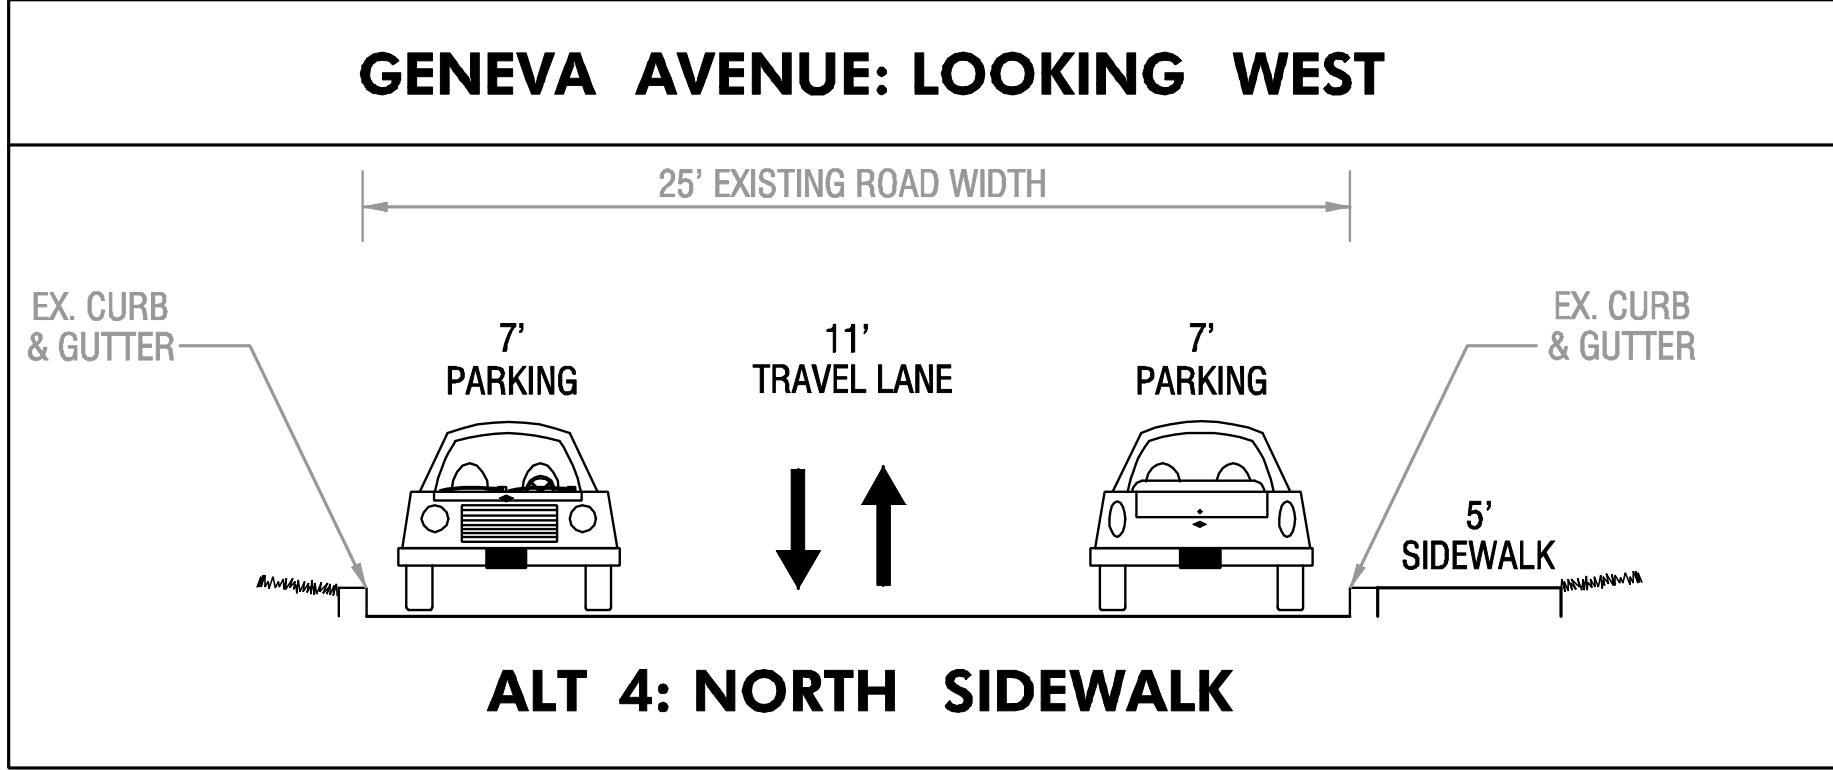 GENEVA AVENUE: LOOKING WEST
25' EXISTING ROAD WIDTH
EX. CURB
& GUTTER
7'
PARKING
11'
TRAVEL LANE
7'
PARKING
EX. CURB
& GUTTER
5'
SIDEWALK
ALT 4: NORTH SIDEWALK